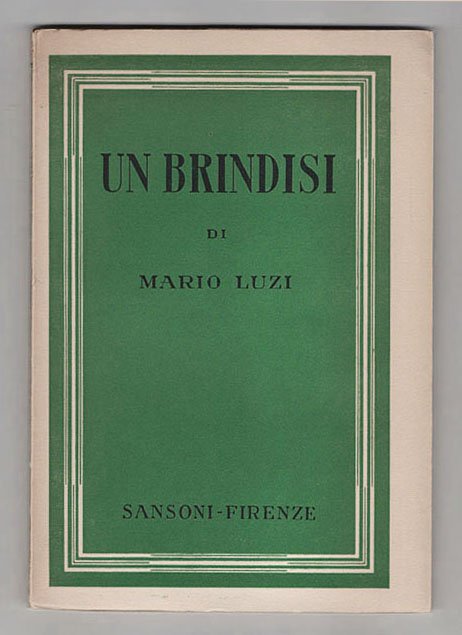 UN BRINDISI
DI
MARIO LUZI
SANSONI-FIRENZE